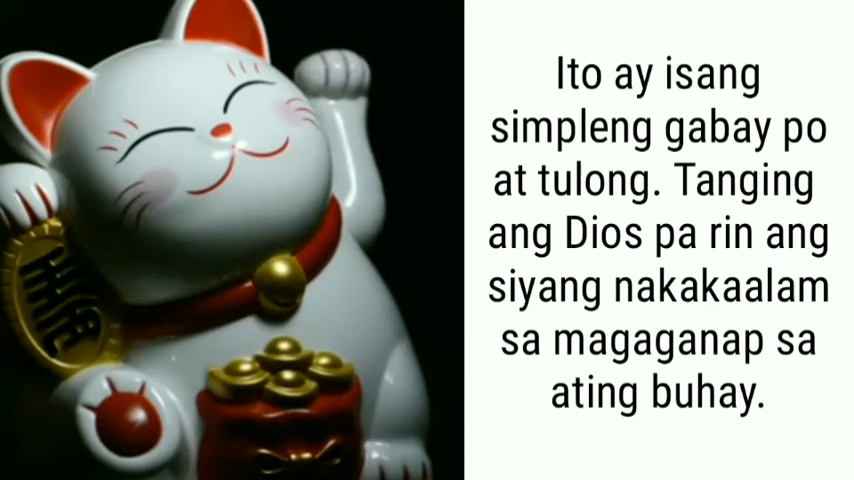 Ito ay isang
simpleng gabay po
at tulong. Tanging
ang Dios pa rin ang
siyang nakakaalam
sa magaganap sa
ating buhay.